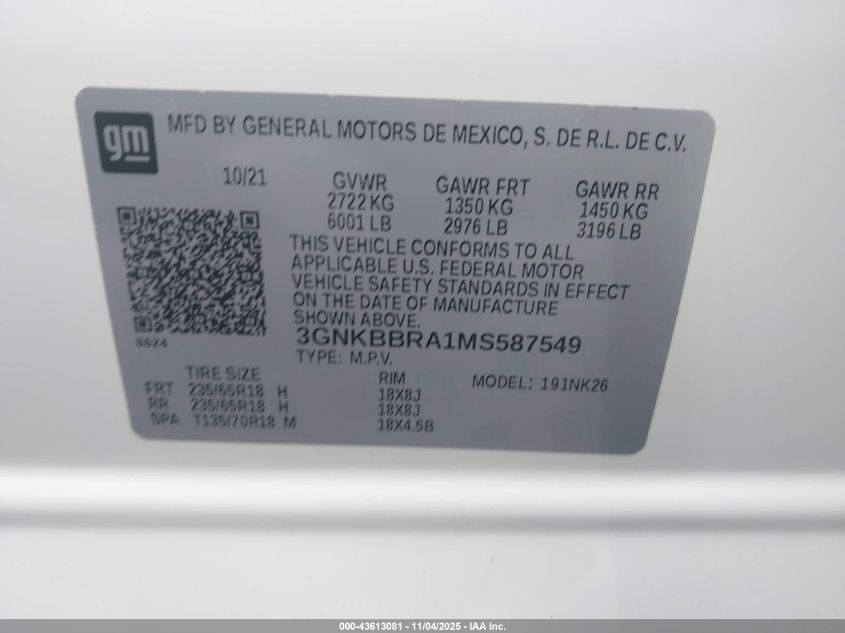 gm
MFD BY GENERAL MOTORS DE MEXICO, S. DE R.L. DE C.V.
10/21
GVWR GAWR FRT GAWR RR
2722 KG 1350 KG 1450 KG
6001 LB 2976 LB 3196 LB
THIS VEHICLE CONFORMS TO ALL
APPLICABLE U.S. FEDERAL MOTOR
VEHICLE SAFETY STANDARDS IN EFFECT
ON THE DATE OF MANUFACTURE
SHOWN ABOVE.
8624
3GNKBBRA1MS587549
TYPE: M.P.V.
TIRE SIZE RIM MODEL: 191NK26
FRT 235/65R18 H 18X8J
RR 235/65R18 H 18X8J
SPA T135/70R18 M 18X4.5B
000-43613081 - 11/04/2025 - IAA Inc.